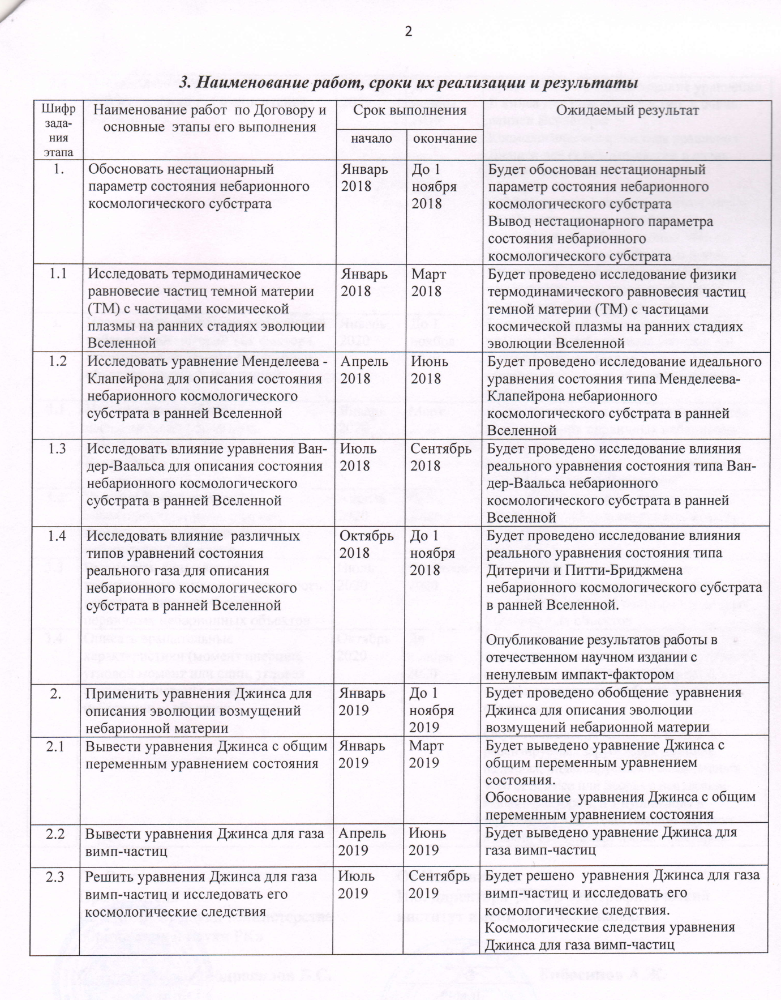 2
3. Наименование работ, сроки их реализации и результаты
Шифр
зада-
ния
этапа
Наименование работ по Договору и
основные этапы его выполнения
Срок выполнения
начало
окончание
Ожидаемый результат
1.
Обосновать нестационарный
параметр состояния небарионного
космологического субстрата
Январь
2018
До 1
ноября
2018
Будет обоснован нестационарный
параметр состояния небарионного
космологического субстрата
Вывод нестационарного параметра
состояния небарионного
космологического субстрата
1.1
Исследовать термодинамическое
равновесие частиц темной материи
(ТМ) с частицами космической
плазмы на ранних стадиях эволюции
Вселенной
Январь
2018
Март
2018
Будет проведено исследование физики
термодинамического равновесия частиц
темной материи (ТМ) с частицами
космической плазмы на ранних стадиях
эволюции Вселенной
1.2
Исследовать уравнение Менделеева -
Клапейрона для описания состояния
небарионного космологического
субстрата в ранней Вселенной
Апрель
2018
Июнь
2018
Будет проведено исследование идеального
уравнения состояния типа Менделеева-
Клапейрона небарионного
космологического субстрата в ранней
Вселенной
1.3
Исследовать влияние уравнения Ван-
дер-Ваальса для описания состояния
небарионного космологического
субстрата в ранней Вселенной
Июль
2018
Сентябрь
2018
Будет проведено исследование влияния
реального уравнения состояния типа Ван-
дер-Ваальса небарионного
космологического субстрата в ранней
Вселенной
1.4
Исследовать влияние различных
типов уравнений состояния
реального газа для описания
небарионного космологического
субстрата в ранней Вселенной
Октябрь
2018
До 1
ноября
2018
Будет проведено исследование влияния
реального уравнения состояния типа
Дитеричи и Питти-Бриджмена
небарионного космологического субстрата
в ранней Вселенной.
Опубликование результатов работы в
отечественном научном издании с
ненулевым импакт-фактором
2.
Применить уравнения Джинса для
описания эволюции возмущений
небарионной материи
Январь
2019
До 1
ноября
2019
Будет проведено обобщение уравнения
Джинса для описания эволюции
возмущений небарионной материи
2.1
Вывести уравнения Джинса с общим
переменным уравнением состояния
Январь
2019
Март
2019
Будет выведено уравнение Джинса с
общим переменным уравнением
состояния.
Обоснование уравнения Джинса с общим
переменным уравнением состояния
2.2
Вывести уравнения Джинса для газа
вимп-частиц
Апрель
2019
Июнь
2019
Будет выведено уравнение Джинса для
газа вимп-частиц
2.3
Решить уравнения Джинса для газа
вимп-частиц и исследовать его
космологические следствия
Июль
2019
Сентябрь
2019
Будет решено уравнения Джинса для газа
вимп-частиц и исследовать его
космологические следствия.
Космологические следствия уравнения
Джинса для газа вимп-частиц